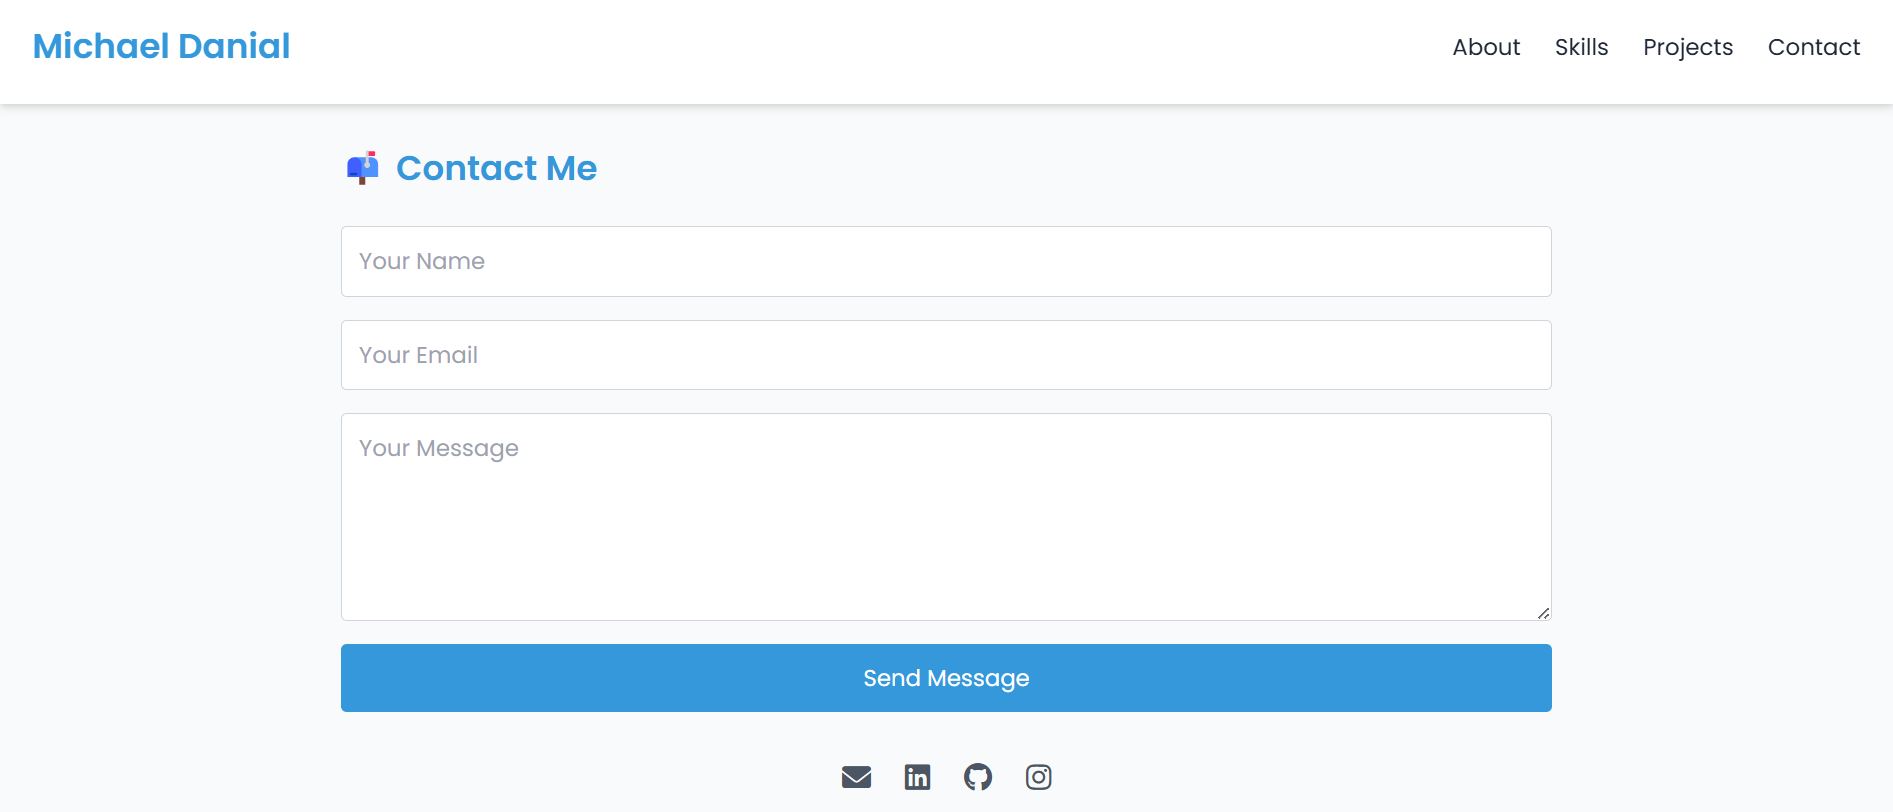 Michael Danial
About Skills Projects Contact
Contact Me
Your Name
Your Email
Your Message
Send Message